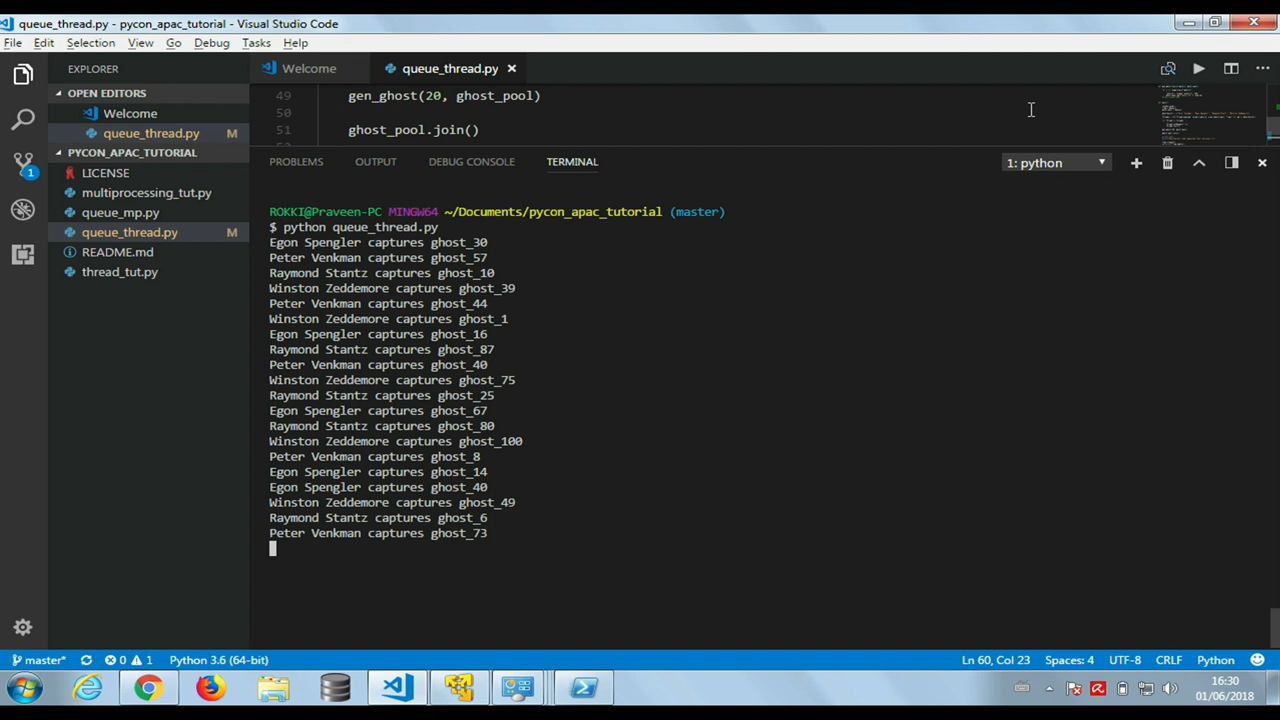 queue_thread.py - pycon_apac_tutorial - Visual Studio Code
File Edit Selection View Go Debug Tasks Help
EXPLORER
Welcome queue_thread.py ×
OPEN EDITORS
Welcome
queue_thread.py M
PYCON_APAC_TUTORIAL
LICENSE
multiprocessing_tut.py
queue_mp.py
queue_thread.py M
README.md
thread_tut.py
1
49 gen_ghost(20, ghost_pool)
50
51 ghost_pool.join()
PROBLEMS OUTPUT DEBUG CONSOLE TERMINAL 1: python
ROKKI@Praveen-PC MINGW64 ~/Documents/pycon_apac_tutorial (master)
$ python queue_thread.py
Egon Spengler captures ghost_30
Peter Venkman captures ghost_57
Raymond Stantz captures ghost_10
Winston Zeddemore captures ghost_39
Peter Venkman captures ghost_44
Winston Zeddemore captures ghost_1
Egon Spengler captures ghost_16
Raymond Stantz captures ghost_87
Peter Venkman captures ghost_40
Winston Zeddemore captures ghost_75
Raymond Stantz captures ghost_25
Egon Spengler captures ghost_67
Raymond Stantz captures ghost_80
Winston Zeddemore captures ghost_100
Peter Venkman captures ghost_8
Egon Spengler captures ghost_14
Egon Spengler captures ghost_40
Winston Zeddemore captures ghost_49
Raymond Stantz captures ghost_6
Peter Venkman captures ghost_73
master* 0 1 Python 3.6 (64-bit) Ln 60, Col 23 Spaces: 4 UTF-8 CRLF Python
16:30
01/06/2018